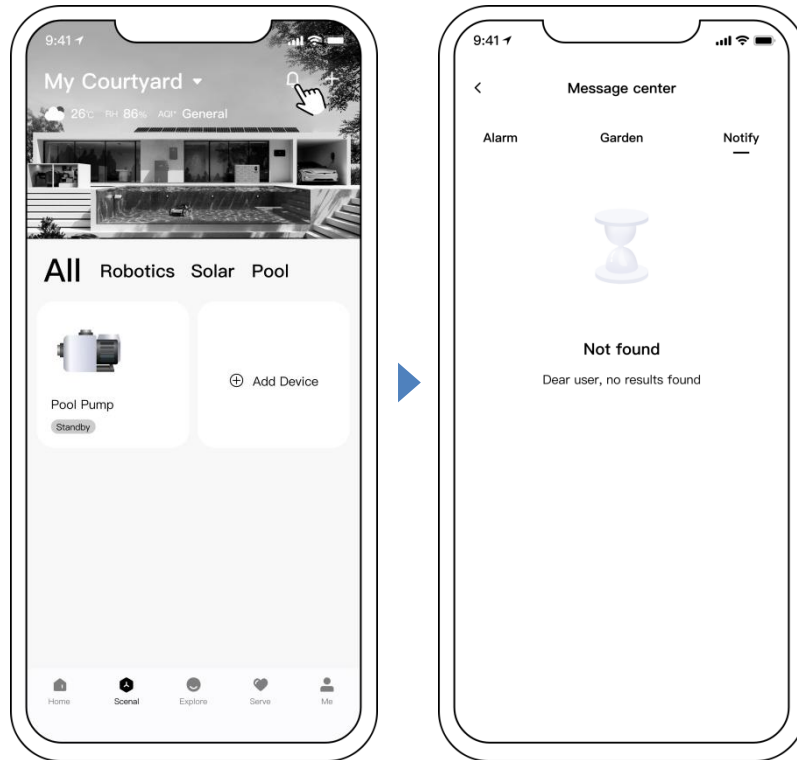 9:41
My Courtyard
26℃ RH 86% AQI* General
All Robotics Solar Pool
Pool Pump
Standby
Add Device
Home Scenal Explore Serve Me
9:41
Message center
Alarm Garden Notify
Not found
Dear user, no results found